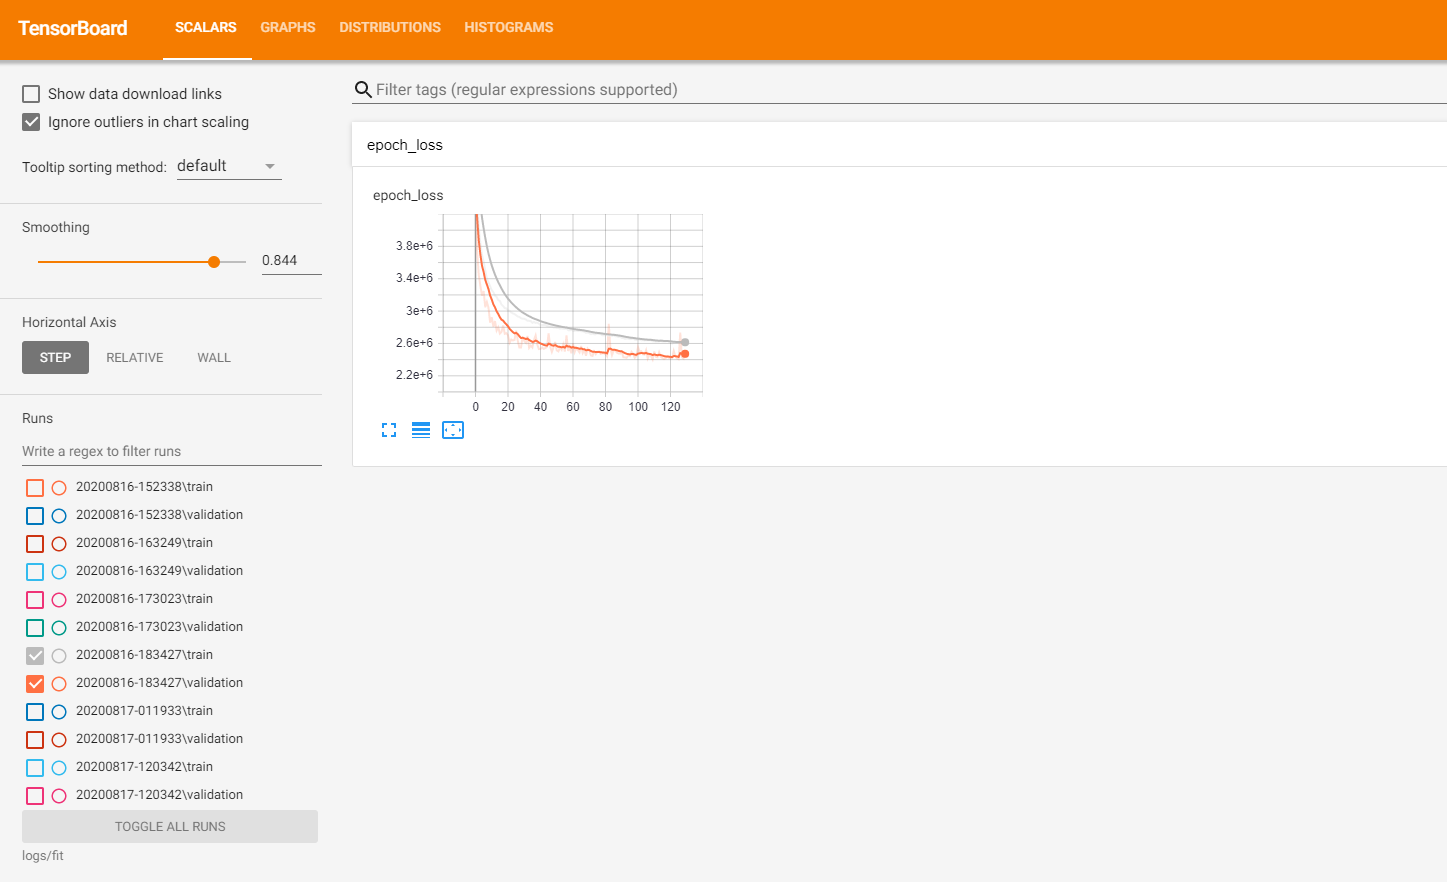 TensorBoard SCALARS GRAPHS DISTRIBUTIONS HISTOGRAMS
Show data download links
Ignore outliers in chart scaling
Tooltip sorting method: default
Smoothing
0.844
Horizontal Axis
STEP RELATIVE WALL
Runs
Write a regex to filter runs
20200816-152338\train
20200816-152338\validation
20200816-163249\train
20200816-163249\validation
20200816-173023\train
20200816-173023\validation
20200816-183427\train
20200816-183427\validation
20200817-011933\train
20200817-011933\validation
20200817-120342\train
20200817-120342\validation
TOGGLE ALL RUNS
logs/fit
Filter tags (regular expressions supported)
epoch_loss
epoch_loss
3.8e+6
3.4e+6
3e+6
2.6e+6
2.2e+6
0 20 40 60 80 100 120